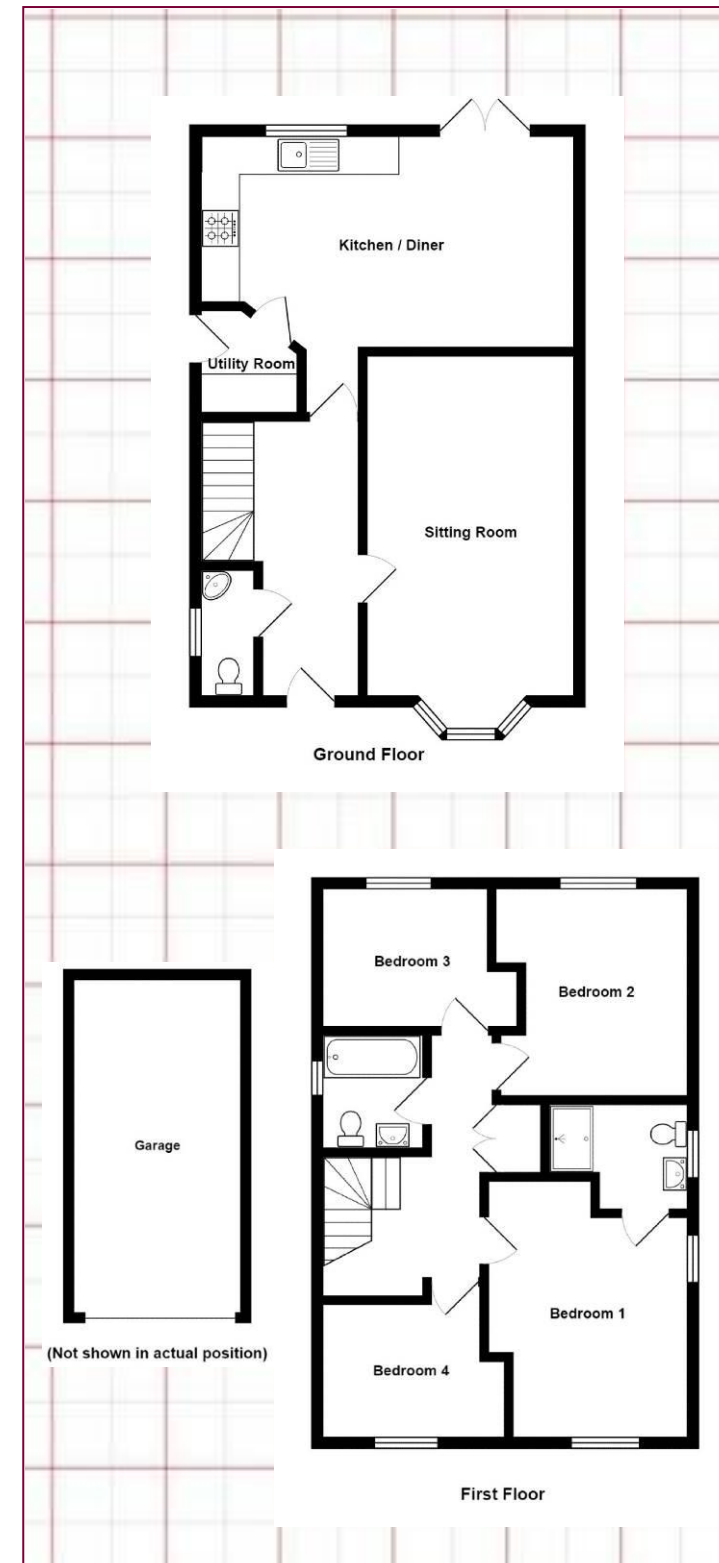 Kitchen / Diner
Utility Room
Sitting Room
Ground Floor
Bedroom 3
Bedroom 2
Garage
Bedroom 1
(Not shown in actual position)
Bedroom 4
First Floor